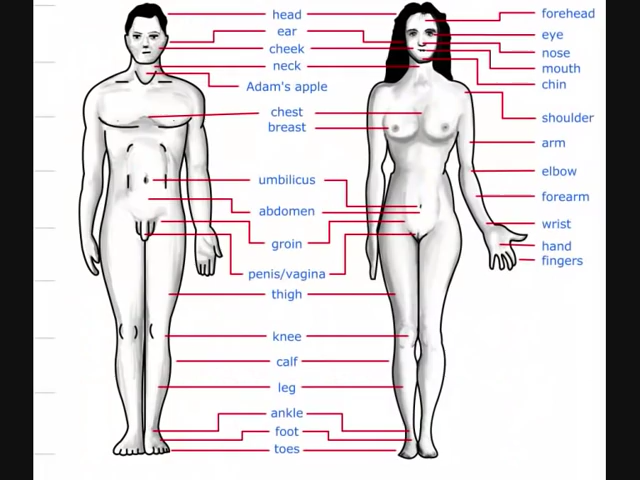 head
ear
cheek
neck
Adam's apple
chest
breast
umbilicus
abdomen
groin
penis/vagina
thigh
knee
calf
leg
ankle
foot
toes
forehead
eye
nose
mouth
chin
shoulder
arm
elbow
forearm
wrist
hand
fingers